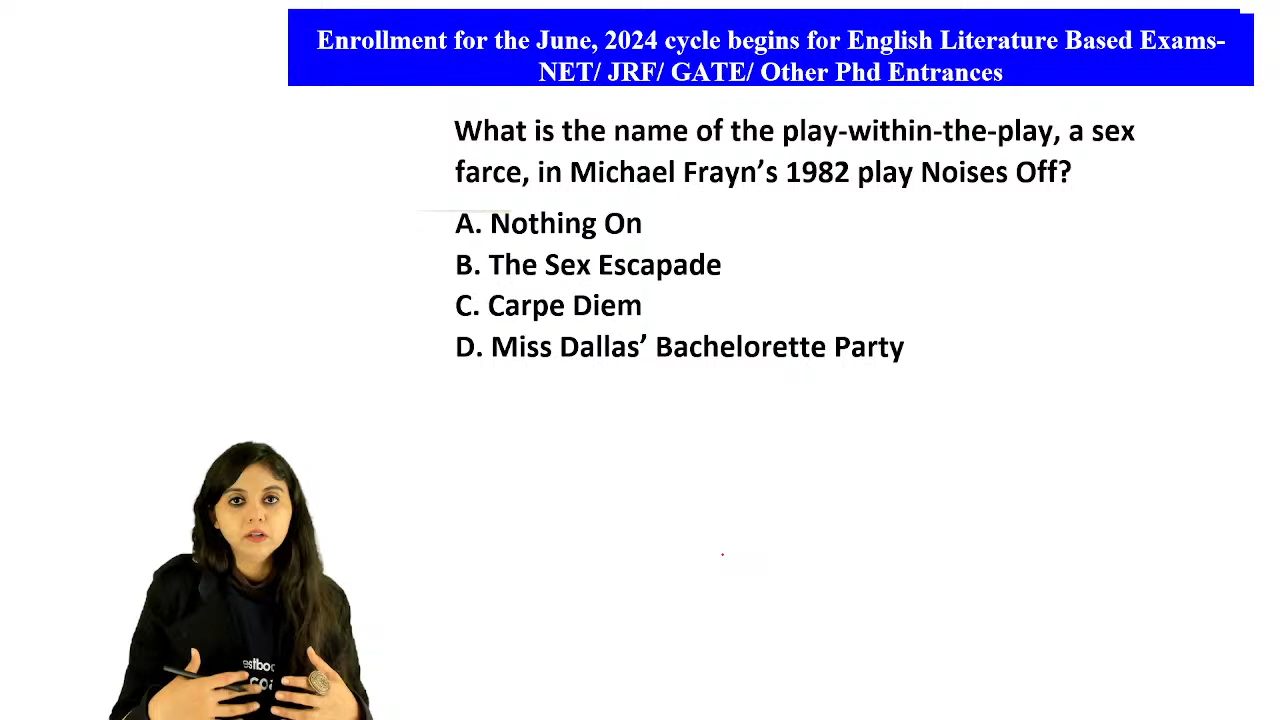 Enrollment for the June, 2024 cycle begins for English Literature Based Exams-
NET/ JRF/ GATE/ Other Phd Entrances
What is the name of the play-within-the-play, a sex
farce, in Michael Frayn’s 1982 play Noises Off?
A. Nothing On
B. The Sex Escapade
C. Carpe Diem
D. Miss Dallas’ Bachelorette Party